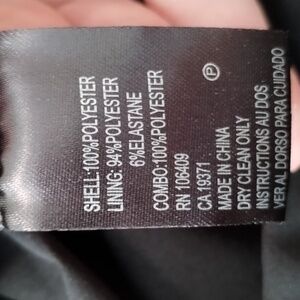 SHELL:100%POLYESTER
LINING: 94%POLYESTER
6%ELASTANE
COMBO:100%POLYESTER
RN 106409
CA 19371
MADE IN CHINA
DRY CLEAN ONLY
INSTRUCTIONS AU DOS
VER AL DORSO PARA CUIDADO
P